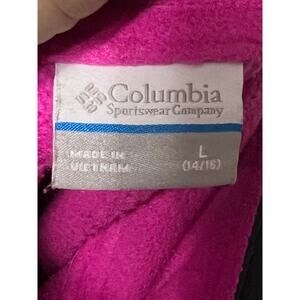 Columbia
Sportswear Company
MADE IN
VIETNAM
L
(14/16)